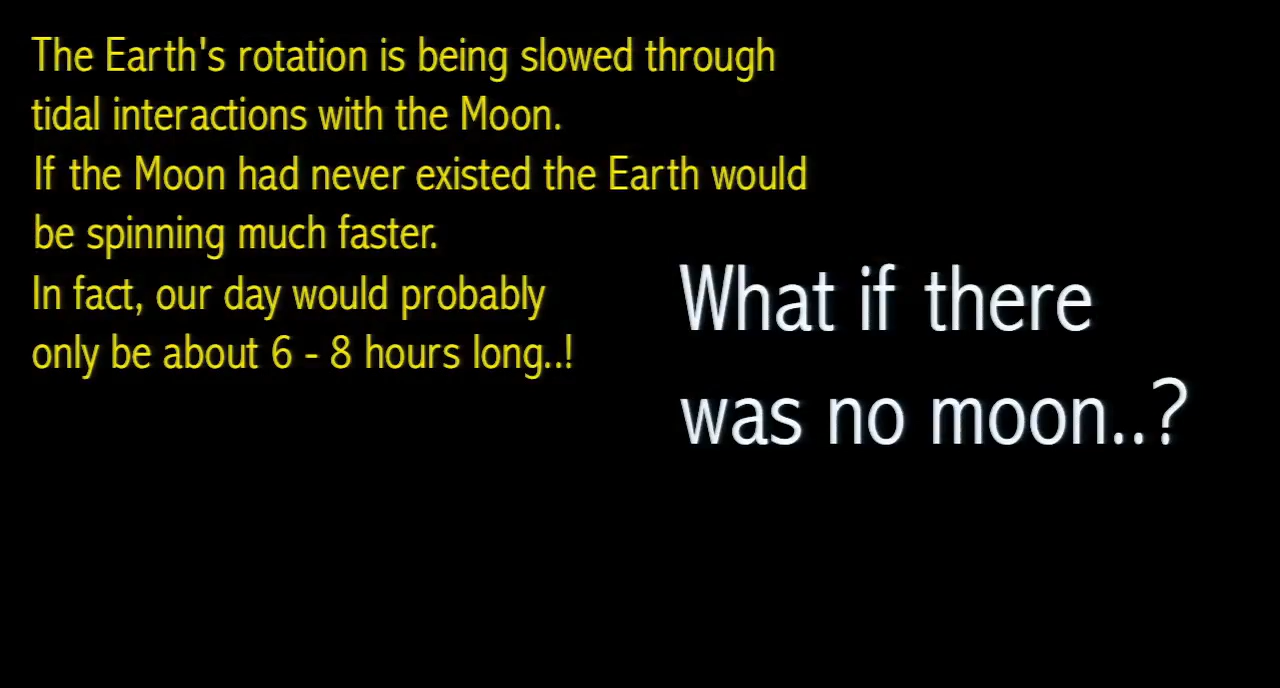 The Earth's rotation is being slowed through
tidal interactions with the Moon.
If the Moon had never existed the Earth would
be spinning much faster.
In fact, our day would probably
only be about 6 - 8 hours long..!
What if there
was no moon..?